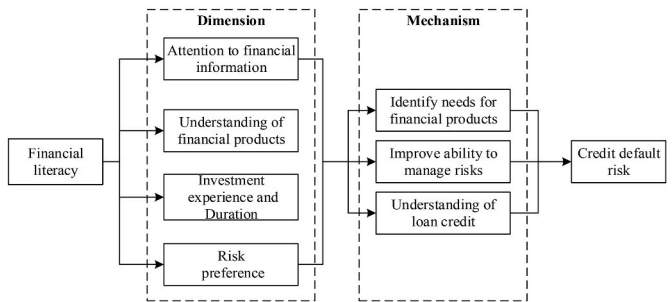 Dimension
Mechanism
Attention to financial
information
Understanding of
financial products
Financial
literacy
Investment
experience and
Duration
Risk
preference
Identify needs for
financial products
Improve ability to
manage risks
Understanding of
loan credit
Credit default
risk